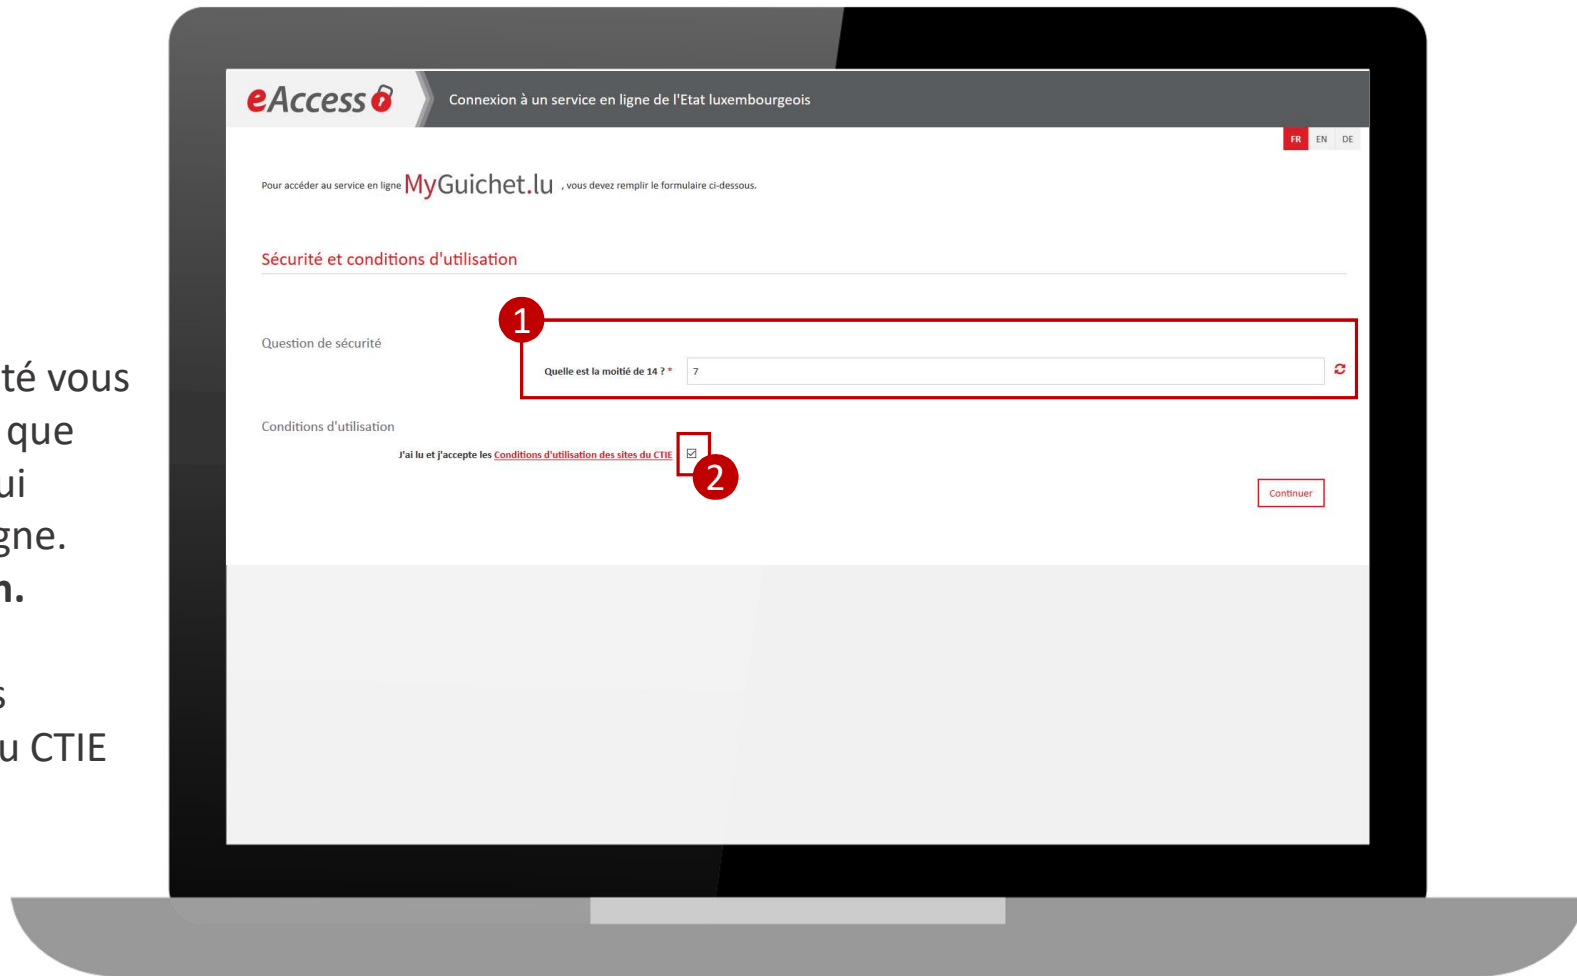 eAccess
Connexion à un service en ligne de l'Etat luxembourgeois
FR EN DE
Pour accéder au service en ligne MyGuichet.lu , vous devez remplir le formulaire ci-dessous.
Sécurité et conditions d'utilisation
1
Question de sécurité
Quelle est la moitié de 14 ? * 7
Conditions d'utilisation
J'ai lu et j'accepte les Conditions d'utilisation des sites du CTIE
2
Continuer
té vous
que
ui
gne.
n.
s
u CTIE